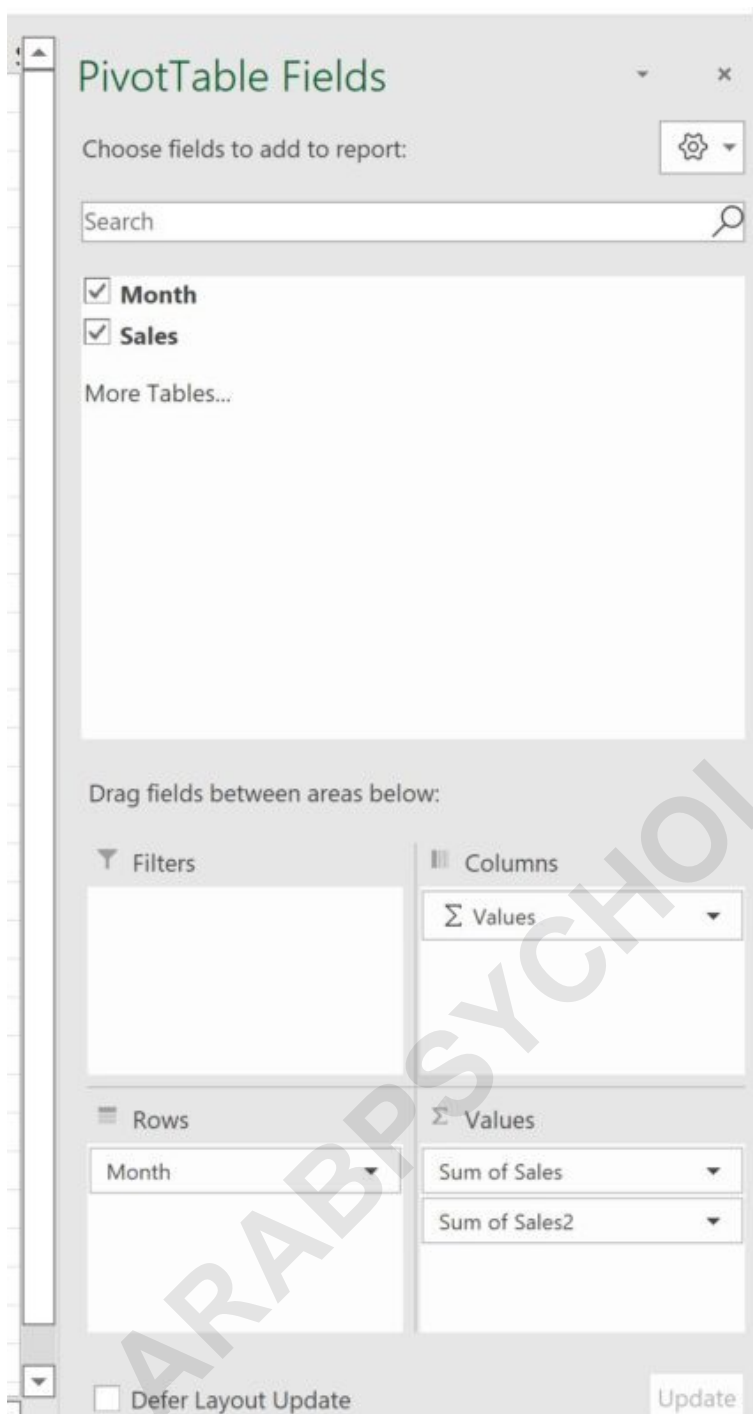 PivotTable Fields
Choose fields to add to report:
Search
Month
Sales
More Tables...
Drag fields between areas below:
Filters
Columns
Σ Values
Rows
Σ Values
Month
Sum of Sales
Sum of Sales2
Defer Layout Update
Update
ARABPSYCHOL